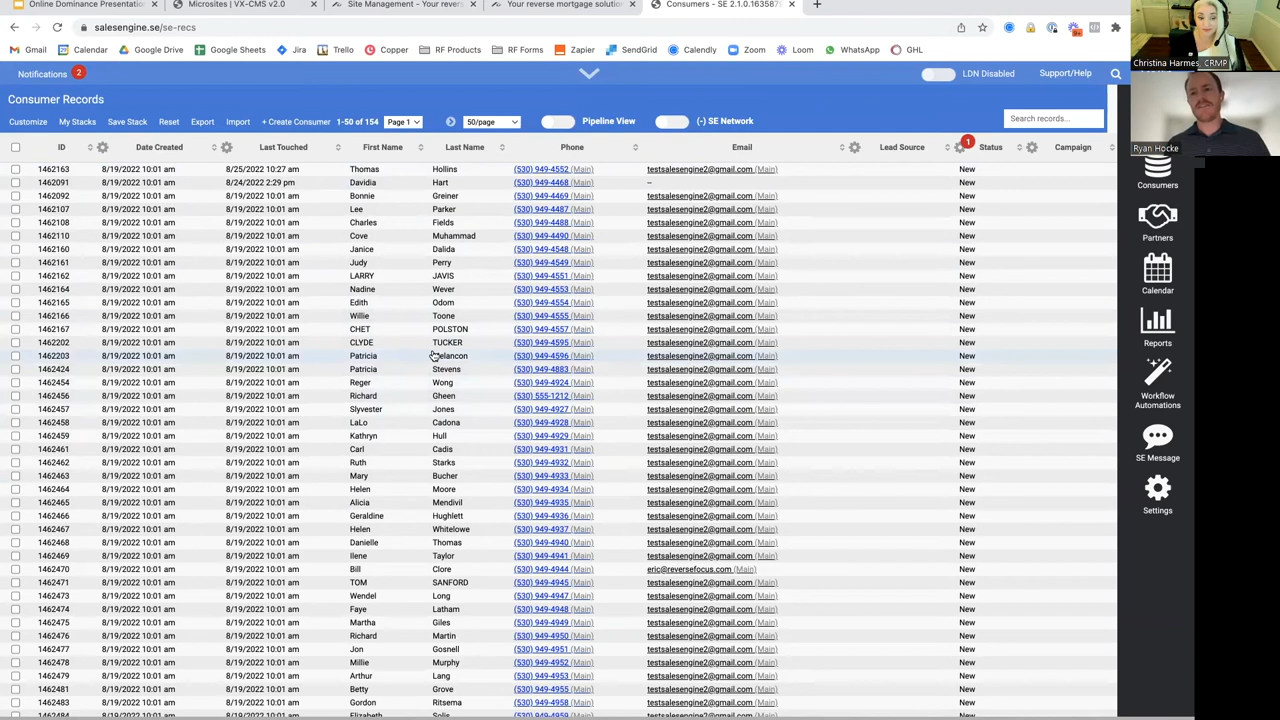 Online Dominance Presentatio
Microsites | VX-CMS v2.0
Site Management - Your revers
Your reverse mortgage solution
Consumers - SE 2.1.0.1635879
salesengine.se/se-recs
Gmail Calendar Google Drive Google Sheets Jira Trello Copper RF Products RF Forms Zapier SendGrid Calendly Zoom Loom WhatsApp GHL
Christina Harmes, CRMP
Ryan Hocke
Notifications 2 LDN Disabled Support/Help
Consumer Records
Customize My Stacks Save Stack Reset Export Import + Create Consumer 1-50 of 154 Page 1 50/page Pipeline View (-) SE Network Search records...
ID Date Created Last Touched First Name Last Name Phone Email Lead Source 1 Status Campaign
1462163 8/19/2022 10:01 am 8/25/2022 10:27 am Thomas Hollins (530) 949-4552 (Main) testsalesengine2@gmail.com (Main) New
1462091 8/19/2022 10:01 am 8/24/2022 2:29 pm Davidia Hart (530) 949-4468 (Main) -- New
1462092 8/19/2022 10:01 am 8/19/2022 10:01 am Bonnie Greiner (530) 949-4469 (Main) testsalesengine2@gmail.com (Main) New
1462107 8/19/2022 10:01 am 8/19/2022 10:01 am Lee Parker (530) 949-4487 (Main) testsalesengine2@gmail.com (Main) New
1462108 8/19/2022 10:01 am 8/19/2022 10:01 am Charles Fields (530) 949-4488 (Main) testsalesengine2@gmail.com (Main) New
1462110 8/19/2022 10:01 am 8/19/2022 10:01 am Cove Muhammad (530) 949-4490 (Main) testsalesengine2@gmail.com (Main) New
1462160 8/19/2022 10:01 am 8/19/2022 10:01 am Janice Dalida (530) 949-4548 (Main) testsalesengine2@gmail.com (Main) New
1462161 8/19/2022 10:01 am 8/19/2022 10:01 am Judy Perry (530) 949-4549 (Main) testsalesengine2@gmail.com (Main) New
1462162 8/19/2022 10:01 am 8/19/2022 10:01 am LARRY JAVIS (530) 949-4551 (Main) testsalesengine2@gmail.com (Main) New
1462164 8/19/2022 10:01 am 8/19/2022 10:01 am Nadine Wever (530) 949-4553 (Main) testsalesengine2@gmail.com (Main) New
1462165 8/19/2022 10:01 am 8/19/2022 10:01 am Edith Odom (530) 949-4554 (Main) testsalesengine2@gmail.com (Main) New
1462166 8/19/2022 10:01 am 8/19/2022 10:01 am Willie Toone (530) 949-4555 (Main) testsalesengine2@gmail.com (Main) New
1462167 8/19/2022 10:01 am 8/19/2022 10:01 am CHET POLSTON (530) 949-4557 (Main) testsalesengine2@gmail.com (Main) New
1462202 8/19/2022 10:01 am 8/19/2022 10:01 am CLYDE TUCKER (530) 949-4595 (Main) testsalesengine2@gmail.com (Main) New
1462203 8/19/2022 10:01 am 8/19/2022 10:01 am Patricia (530) 949-4596 (Main) testsalesengine2@gmail.com (Main) New
1462424 8/19/2022 10:01 am 8/19/2022 10:01 am Patricia Stevens (530) 949-4883 (Main) testsalesengine2@gmail.com (Main) New
1462454 8/19/2022 10:01 am 8/19/2022 10:01 am Reger Wong (530) 949-4924 (Main) testsalesengine2@gmail.com (Main) New
1462456 8/19/2022 10:01 am 8/19/2022 10:01 am Richard Gheen (530) 555-1212 (Main) testsalesengine2@gmail.com (Main) New
1462457 8/19/2022 10:01 am 8/19/2022 10:01 am Slyvester Jones (530) 949-4927 (Main) testsalesengine2@gmail.com (Main) New
1462458 8/19/2022 10:01 am 8/19/2022 10:01 am LaLo Cadona (530) 949-4928 (Main) testsalesengine2@gmail.com (Main) New
1462459 8/19/2022 10:01 am 8/19/2022 10:01 am Kathryn Hull (530) 949-4929 (Main) testsalesengine2@gmail.com (Main) New
1462461 8/19/2022 10:01 am 8/19/2022 10:01 am Carl Cadis (530) 949-4931 (Main) testsalesengine2@gmail.com (Main) New
1462462 8/19/2022 10:01 am 8/19/2022 10:01 am Ruth Starks (530) 949-4932 (Main) testsalesengine2@gmail.com (Main) New
1462463 8/19/2022 10:01 am 8/19/2022 10:01 am Mary Bucher (530) 949-4933 (Main) testsalesengine2@gmail.com (Main) New
1462464 8/19/2022 10:01 am 8/19/2022 10:01 am Helen Moore (530) 949-4934 (Main) testsalesengine2@gmail.com (Main) New
1462465 8/19/2022 10:01 am 8/19/2022 10:01 am Alicia Mendivil (530) 949-4935 (Main) testsalesengine2@gmail.com (Main) New
1462466 8/19/2022 10:01 am 8/19/2022 10:01 am Geraldine Hughlett (530) 949-4936 (Main) testsalesengine2@gmail.com (Main) New
1462467 8/19/2022 10:01 am 8/19/2022 10:01 am Helen Whitelowe (530) 949-4937 (Main) testsalesengine2@gmail.com (Main) New
1462468 8/19/2022 10:01 am 8/19/2022 10:01 am Danielle Thomas (530) 949-4940 (Main) testsalesengine2@gmail.com (Main) New
1462469 8/19/2022 10:01 am 8/19/2022 10:01 am Ilene Taylor (530) 949-4941 (Main) testsalesengine2@gmail.com (Main) New
1462470 8/19/2022 10:01 am 8/19/2022 10:01 am Bill Clore (530) 949-4944 (Main) eric@reversefocus.com (Main) New
1462471 8/19/2022 10:01 am 8/19/2022 10:01 am TOM SANFORD (530) 949-4945 (Main) testsalesengine2@gmail.com (Main) New
1462473 8/19/2022 10:01 am 8/19/2022 10:01 am Wendel Long (530) 949-4947 (Main) testsalesengine2@gmail.com (Main) New
1462474 8/19/2022 10:01 am 8/19/2022 10:01 am Faye Latham (530) 949-4948 (Main) testsalesengine2@gmail.com (Main) New
1462475 8/19/2022 10:01 am 8/19/2022 10:01 am Martha Giles (530) 949-4949 (Main) testsalesengine2@gmail.com (Main) New
1462476 8/19/2022 10:01 am 8/19/2022 10:01 am Richard Martin (530) 949-4950 (Main) testsalesengine2@gmail.com (Main) New
1462477 8/19/2022 10:01 am 8/19/2022 10:01 am Jon Gosnell (530) 949-4951 (Main) testsalesengine2@gmail.com (Main) New
1462478 8/19/2022 10:01 am 8/19/2022 10:01 am Millie Murphy (530) 949-4952 (Main) testsalesengine2@gmail.com (Main) New
1462479 8/19/2022 10:01 am 8/19/2022 10:01 am Arthur Lang (530) 949-4953 (Main) testsalesengine2@gmail.com (Main) New
1462481 8/19/2022 10:01 am 8/19/2022 10:01 am Betty Grove (530) 949-4955 (Main) testsalesengine2@gmail.com (Main) New
1462483 8/19/2022 10:01 am 8/19/2022 10:01 am Gordon Ritsema (530) 949-4958 (Main) testsalesengine2@gmail.com (Main) New
1462484 8/19/2022 10:01 am 8/19/2022 10:01 am Elizabeth Solis (530) 949-4959 (Main) testsalesengine2@gmail.com (Main) New
Consumers
Partners
Calendar
Reports
Workflow
Automations
SE Message
Settings